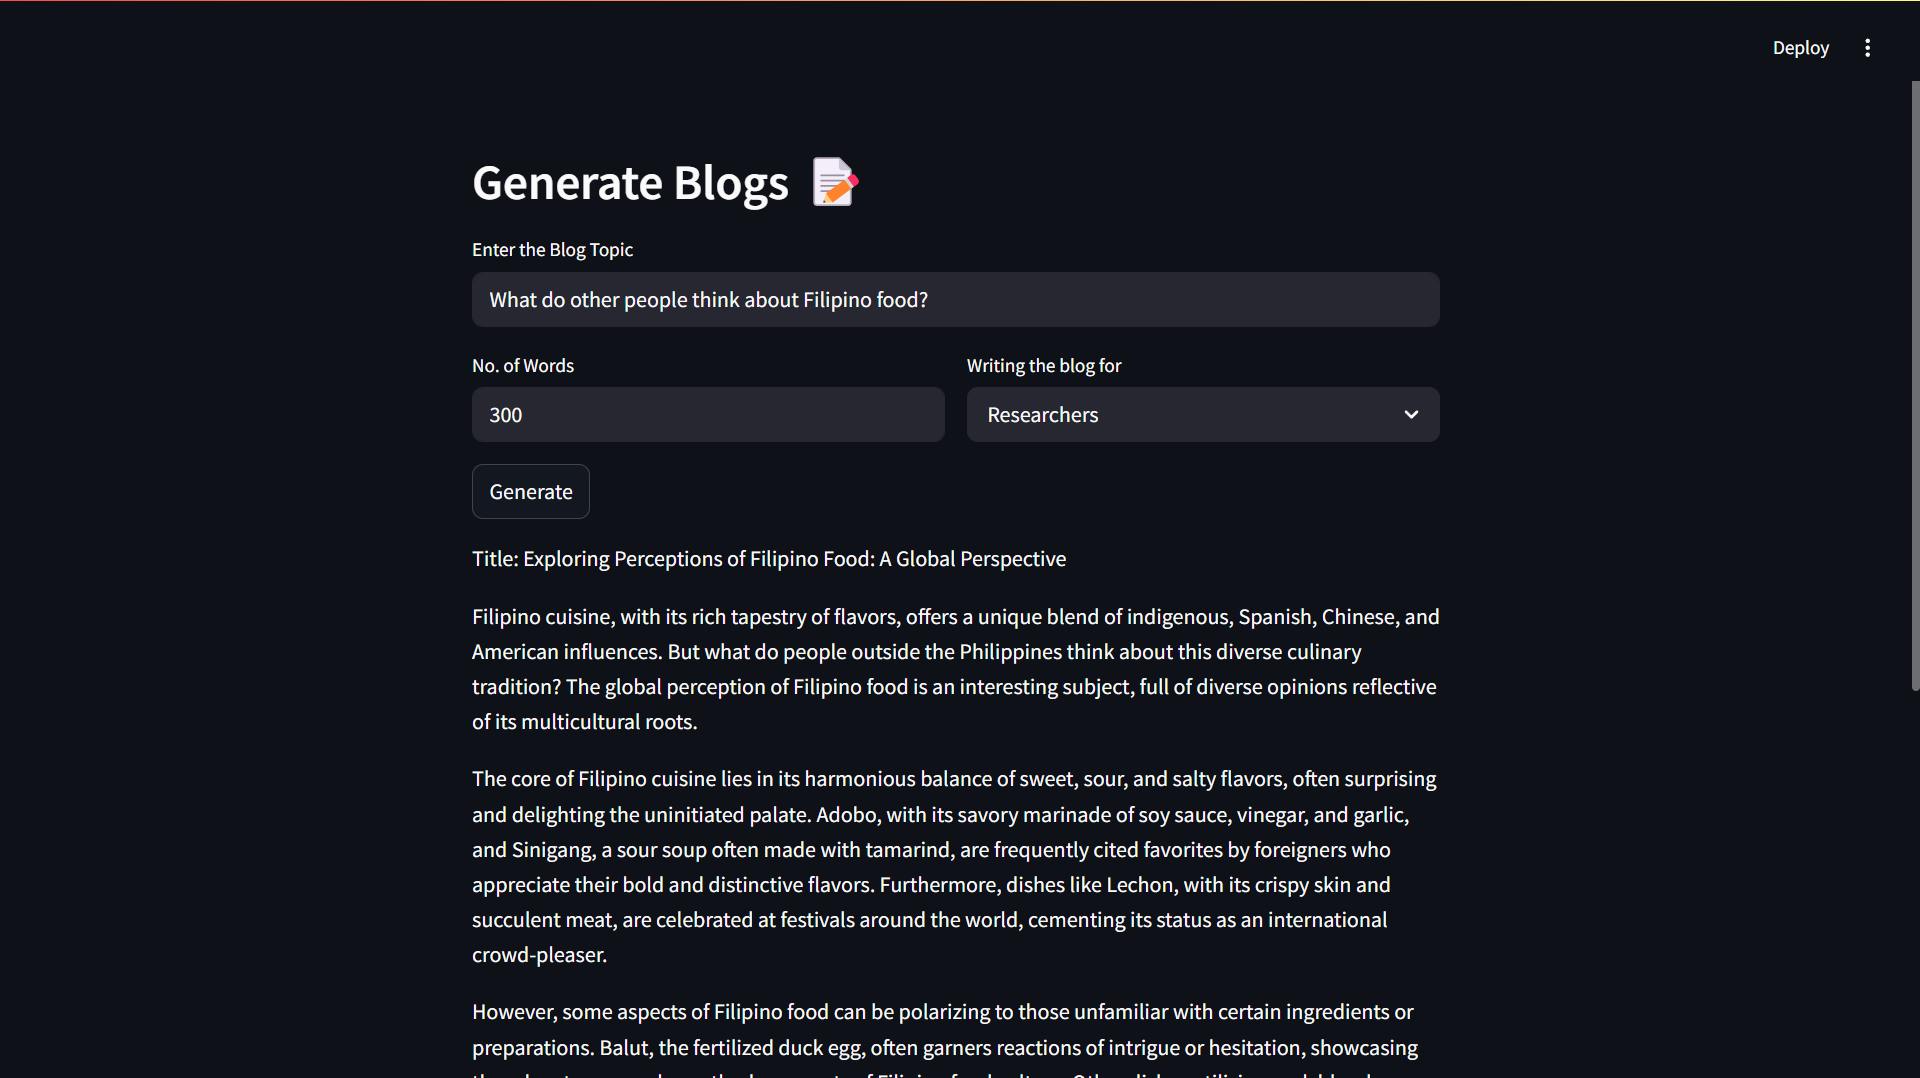 Deploy
Generate Blogs
Enter the Blog Topic
What do other people think about Filipino food?
No. of Words
Writing the blog for
300
Researchers
Generate
Title: Exploring Perceptions of Filipino Food: A Global Perspective
Filipino cuisine, with its rich tapestry of flavors, offers a unique blend of indigenous, Spanish, Chinese, and
American influences. But what do people outside the Philippines think about this diverse culinary
tradition? The global perception of Filipino food is an interesting subject, full of diverse opinions reflective
of its multicultural roots.
The core of Filipino cuisine lies in its harmonious balance of sweet, sour, and salty flavors, often surprising
and delighting the uninitiated palate. Adobo, with its savory marinade of soy sauce, vinegar, and garlic,
and Sinigang, a sour soup often made with tamarind, are frequently cited favorites by foreigners who
appreciate their bold and distinctive flavors. Furthermore, dishes like Lechon, with its crispy skin and
succulent meat, are celebrated at festivals around the world, cementing its status as an international
crowd-pleaser.
However, some aspects of Filipino food can be polarizing to those unfamiliar with certain ingredients or
preparations. Balut, the fertilized duck egg, often garners reactions of intrigue or hesitation, showcasing